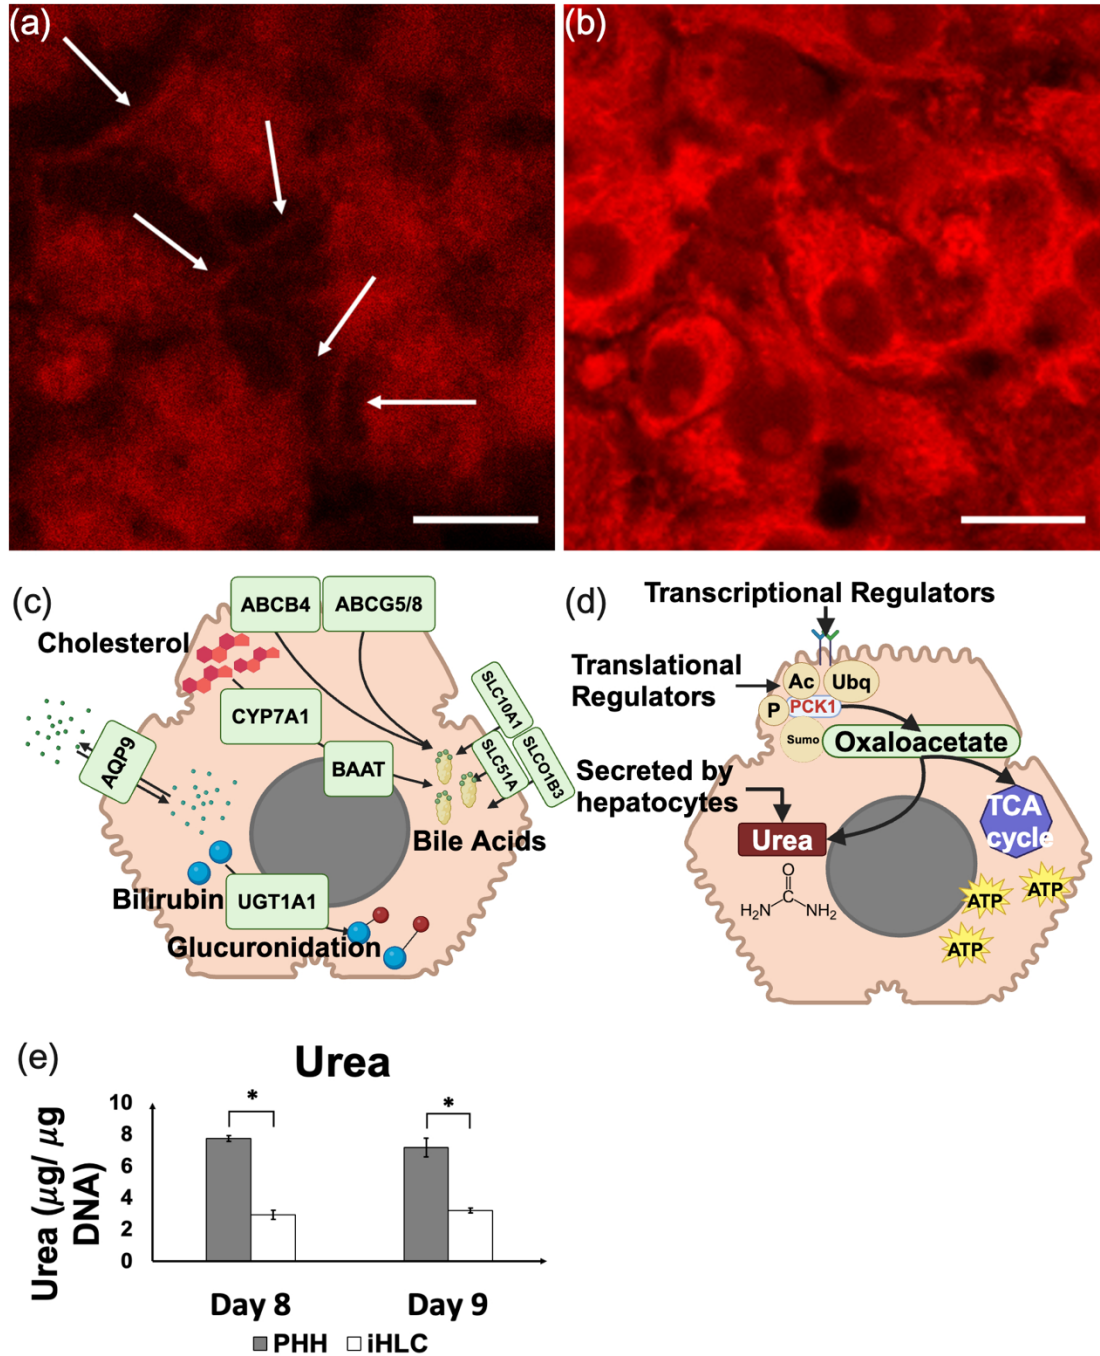 (a)
(b)
(c)
ABCB4
ABCG5/8
Cholesterol
CYP7A1
AQP9
BAAT
SLC10A1
SLC51A
SLCO1B3
Bile Acids
Bilirubin
UGT1A1
Glucuronidation
(d)
Transcriptional Regulators
Translational
Regulators
Ac
Ubq
P
PCK1
Sumo
Oxaloacetate
Secreted by
hepatocytes
Urea
TCA
cycle
O
C
H₂N
NH₂
ATP
ATP
ATP
(e)
Urea
*
*
Urea (μg/ μg
DNA)
10
8
6
4
2
0
Day 8
Day 9
PHH
iHLC